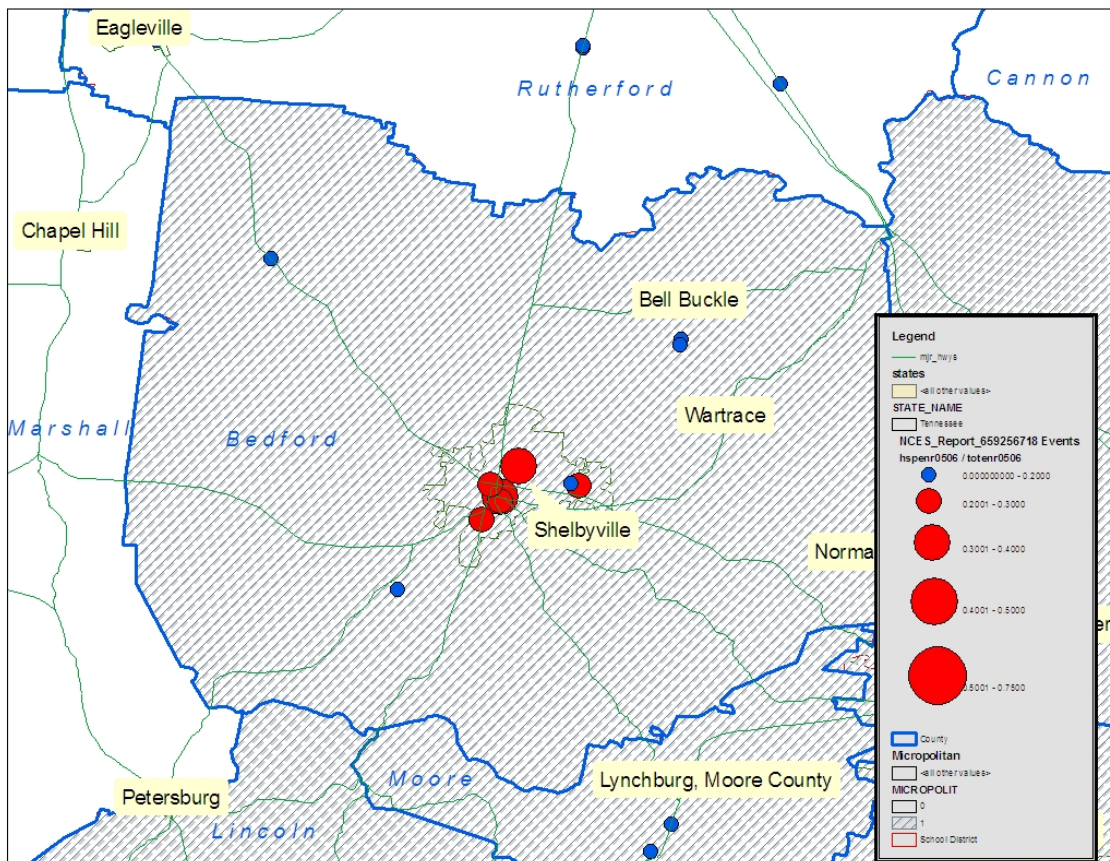 Eagleville
Rutherford
Cannon
Chapel Hill
Bell Buckle
Marshall
Bedford
Wartrace
Shelbyville
Norma
Petersburg
Moore
Lincoln
Lynchburg, Moore County
er
Legend
mjr_hwys
states
<all other values>
STATE_NAME
Tennessee
NCES_Report_659256718 Events
hspenr0506 / totenr0506
0.000000000 - 0.2000
0.2001 - 0.3000
0.3001 - 0.4000
0.4001 - 0.5000
0.5001 - 0.7500
County
Micropolitan
<all other values>
MICROPOLIT
0
1
School District